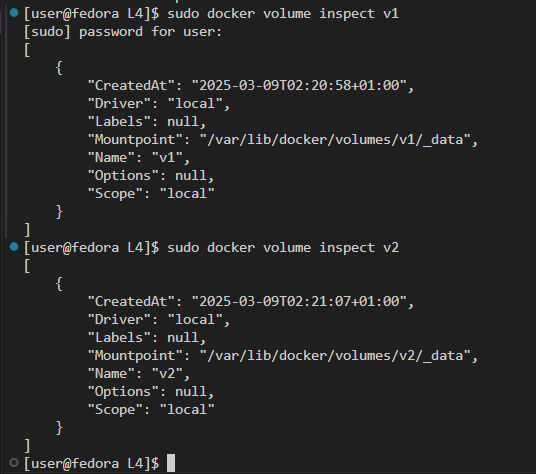 [user@fedora L4]$ sudo docker volume inspect v1
[sudo] password for user:
[
    {
        "CreatedAt": "2025-03-09T02:20:58+01:00",
        "Driver": "local",
        "Labels": null,
        "Mountpoint": "/var/lib/docker/volumes/v1/_data",
        "Name": "v1",
        "Options": null,
        "Scope": "local"
    }
]
[user@fedora L4]$ sudo docker volume inspect v2
[
    {
        "CreatedAt": "2025-03-09T02:21:07+01:00",
        "Driver": "local",
        "Labels": null,
        "Mountpoint": "/var/lib/docker/volumes/v2/_data",
        "Name": "v2",
        "Options": null,
        "Scope": "local"
    }
]
[user@fedora L4]$